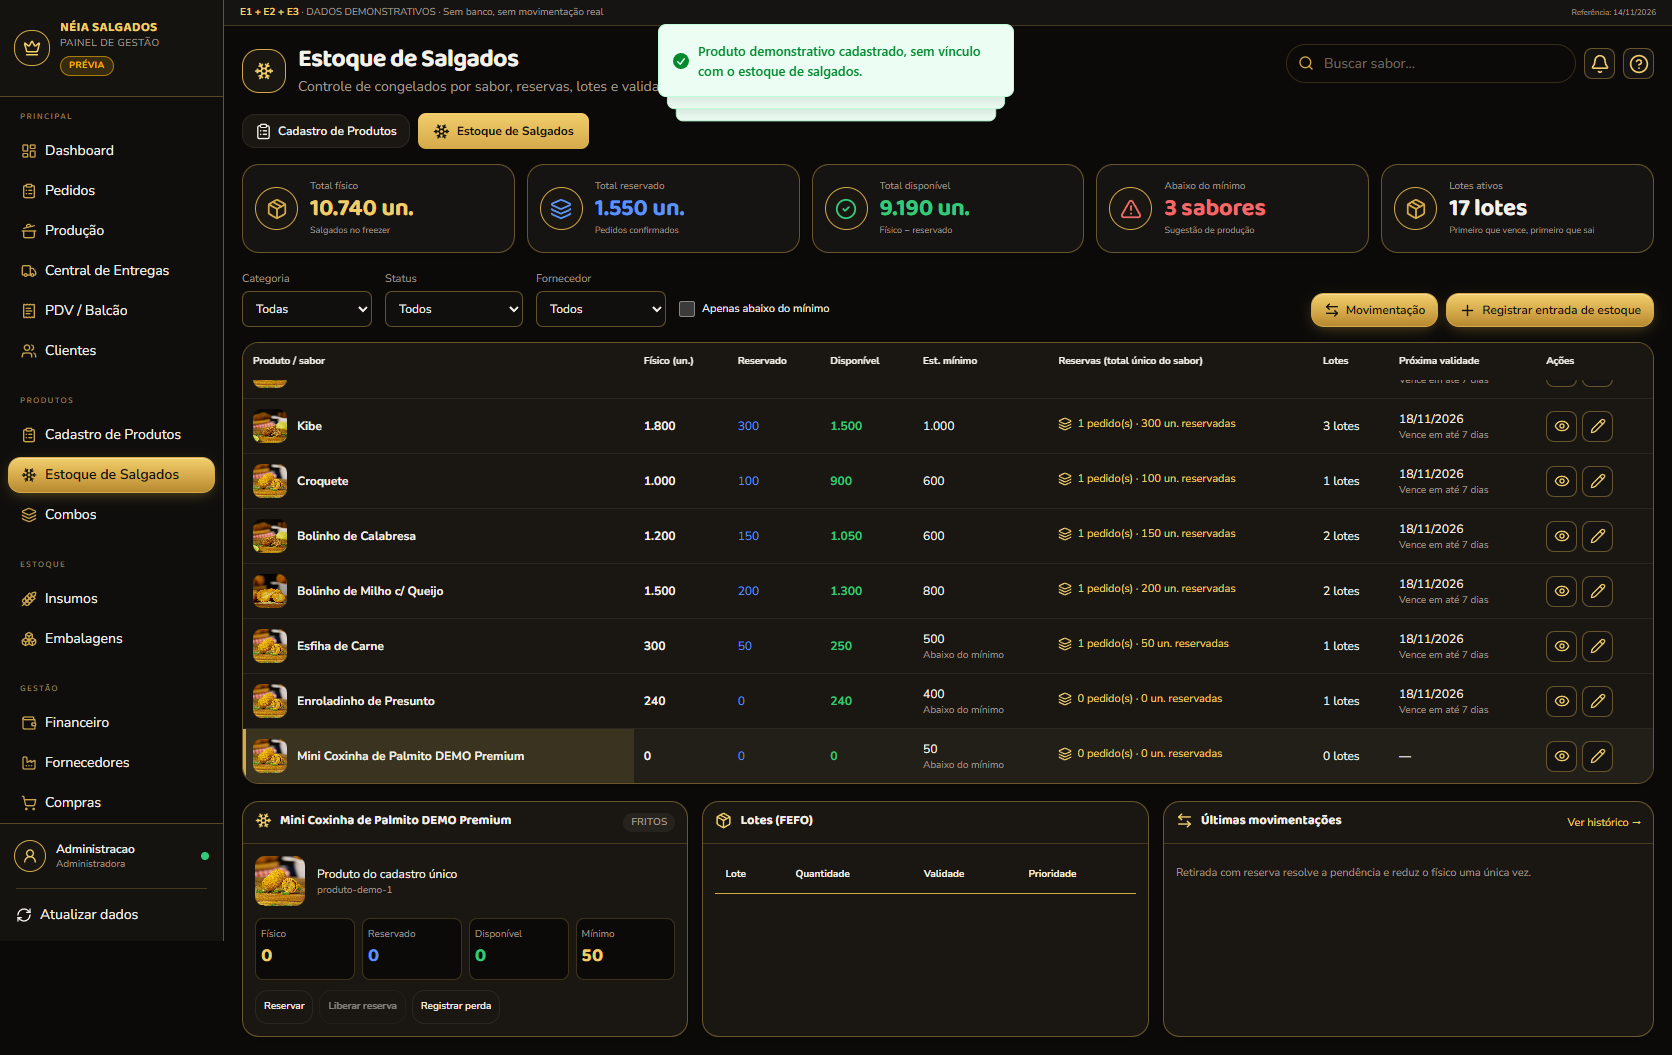 NÉIA SALGADOS
PAINEL DE GESTÃO
PRÉVIA
PRINCIPAL
Dashboard
Pedidos
Produção
Central de Entregas
PDV / Balcão
Clientes
PRODUTOS
Cadastro de Produtos
Estoque de Salgados
Combos
ESTOQUE
Insumos
Embalagens
GESTÃO
Financeiro
Fornecedores
Compras
Administracao
Administradora
Atualizar dados
E1 + E2 + E3 · DADOS DEMONSTRATIVOS · Sem banco, sem movimentação real
Referência: 14/11/2026
Produto demonstrativo cadastrado, sem vínculo
com o estoque de salgados.
Estoque de Salgados
Controle de congelados por sabor, reservas, lotes e valida
Buscar sabor...
Cadastro de Produtos
Estoque de Salgados
Total físico
10.740 un.
Salgados no freezer
Total reservado
1.550 un.
Pedidos confirmados
Total disponível
9.190 un.
Físico − reservado
Abaixo do mínimo
3 sabores
Sugestão de produção
Lotes ativos
17 lotes
Primeiro que vence, primeiro que sai
Categoria
Todas
Status
Todos
Fornecedor
Todos
Apenas abaixo do mínimo
Movimentação
Registrar entrada de estoque
Produto / sabor Físico (un.) Reservado Disponível Est. mínimo Reservas (total único do sabor) Lotes Próxima validade Ações
Vence em até 7 dias
Kibe 1.800 300 1.500 1.000 1 pedido(s) · 300 un. reservadas 3 lotes 18/11/2026
Vence em até 7 dias
Croquete 1.000 100 900 600 1 pedido(s) · 100 un. reservadas 1 lotes 18/11/2026
Vence em até 7 dias
Bolinho de Calabresa 1.200 150 1.050 600 1 pedido(s) · 150 un. reservadas 2 lotes 18/11/2026
Vence em até 7 dias
Bolinho de Milho c/ Queijo 1.500 200 1.300 800 1 pedido(s) · 200 un. reservadas 2 lotes 18/11/2026
Vence em até 7 dias
Esfiha de Carne 300 50 250 500 1 pedido(s) · 50 un. reservadas 1 lotes 18/11/2026
Abaixo do mínimo Vence em até 7 dias
Enroladinho de Presunto 240 0 240 400 0 pedido(s) · 0 un. reservadas 1 lotes 18/11/2026
Abaixo do mínimo Vence em até 7 dias
Mini Coxinha de Palmito DEMO Premium 0 0 0 50 0 pedido(s) · 0 un. reservadas 0 lotes —
Abaixo do mínimo
Mini Coxinha de Palmito DEMO Premium
FRITOS
Produto do cadastro único
produto-demo-1
Físico
0
Reservado
0
Disponível
0
Mínimo
50
Reservar
Liberar reserva
Registrar perda
Lotes (FEFO)
Lote Quantidade Validade Prioridade
Últimas movimentações
Ver histórico →
Retirada com reserva resolve a pendência e reduz o físico uma única vez.